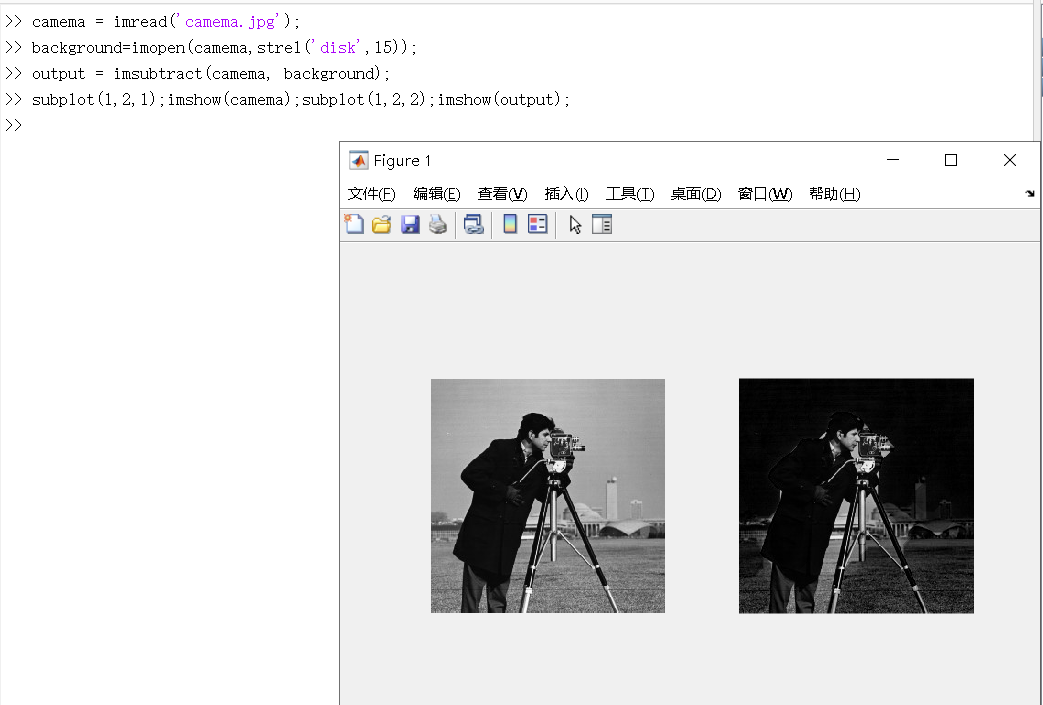 >> camema = imread('camema.jpg');
>> background=imopen(camema,strel('disk',15));
>> output = imsubtract(camema, background);
>> subplot(1,2,1);imshow(camema);subplot(1,2,2);imshow(output);
>>
Figure 1
文件(F) 编辑(E) 查看(V) 插入(I) 工具(T) 桌面(D) 窗口(W) 帮助(H)